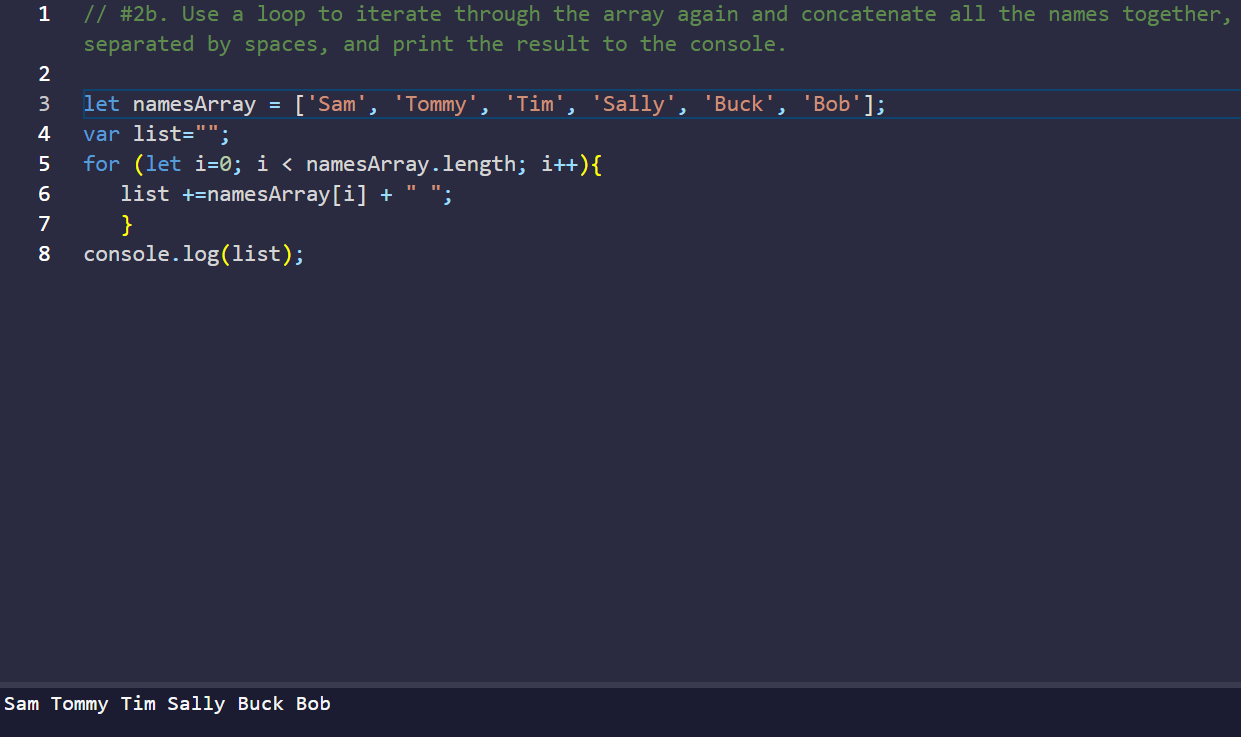 1 // #2b. Use a loop to iterate through the array again and concatenate all the names together,
separated by spaces, and print the result to the console.
2
3 let namesArray = ['Sam', 'Tommy', 'Tim', 'Sally', 'Buck', 'Bob'];
4 var list="";
5 for (let i=0; i < namesArray.length; i++){
6    list +=namesArray[i] + " ";
7    }
8 console.log(list);
Sam Tommy Tim Sally Buck Bob